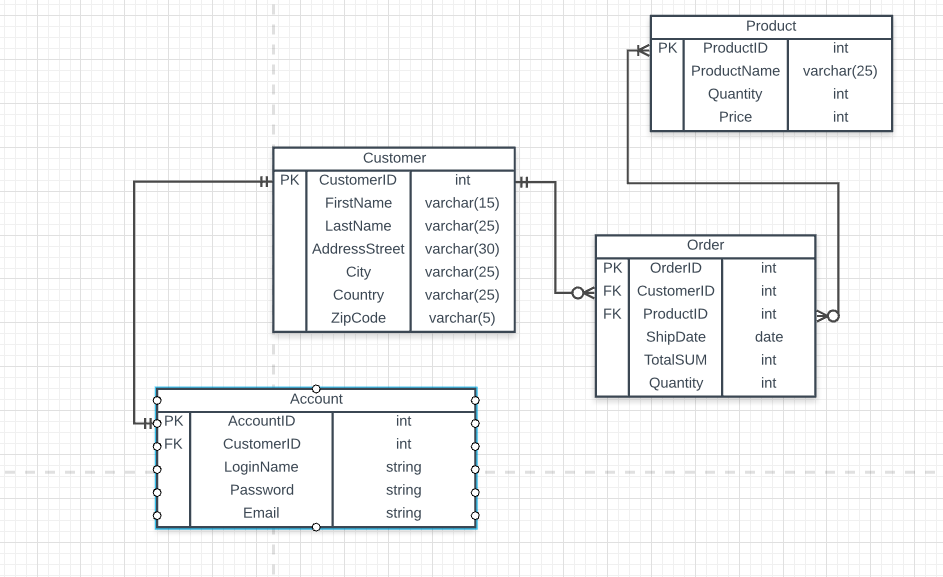 Product
PK ProductID int
ProductName varchar(25)
Quantity int
Price int
Customer
PK CustomerID int
FirstName varchar(15)
LastName varchar(25)
AddressStreet varchar(30)
City varchar(25)
Country varchar(25)
ZipCode varchar(5)
Order
PK OrderID int
FK CustomerID int
FK ProductID int
ShipDate date
TotalSUM int
Quantity int
Account
PK AccountID int
FK CustomerID int
LoginName string
Password string
Email string